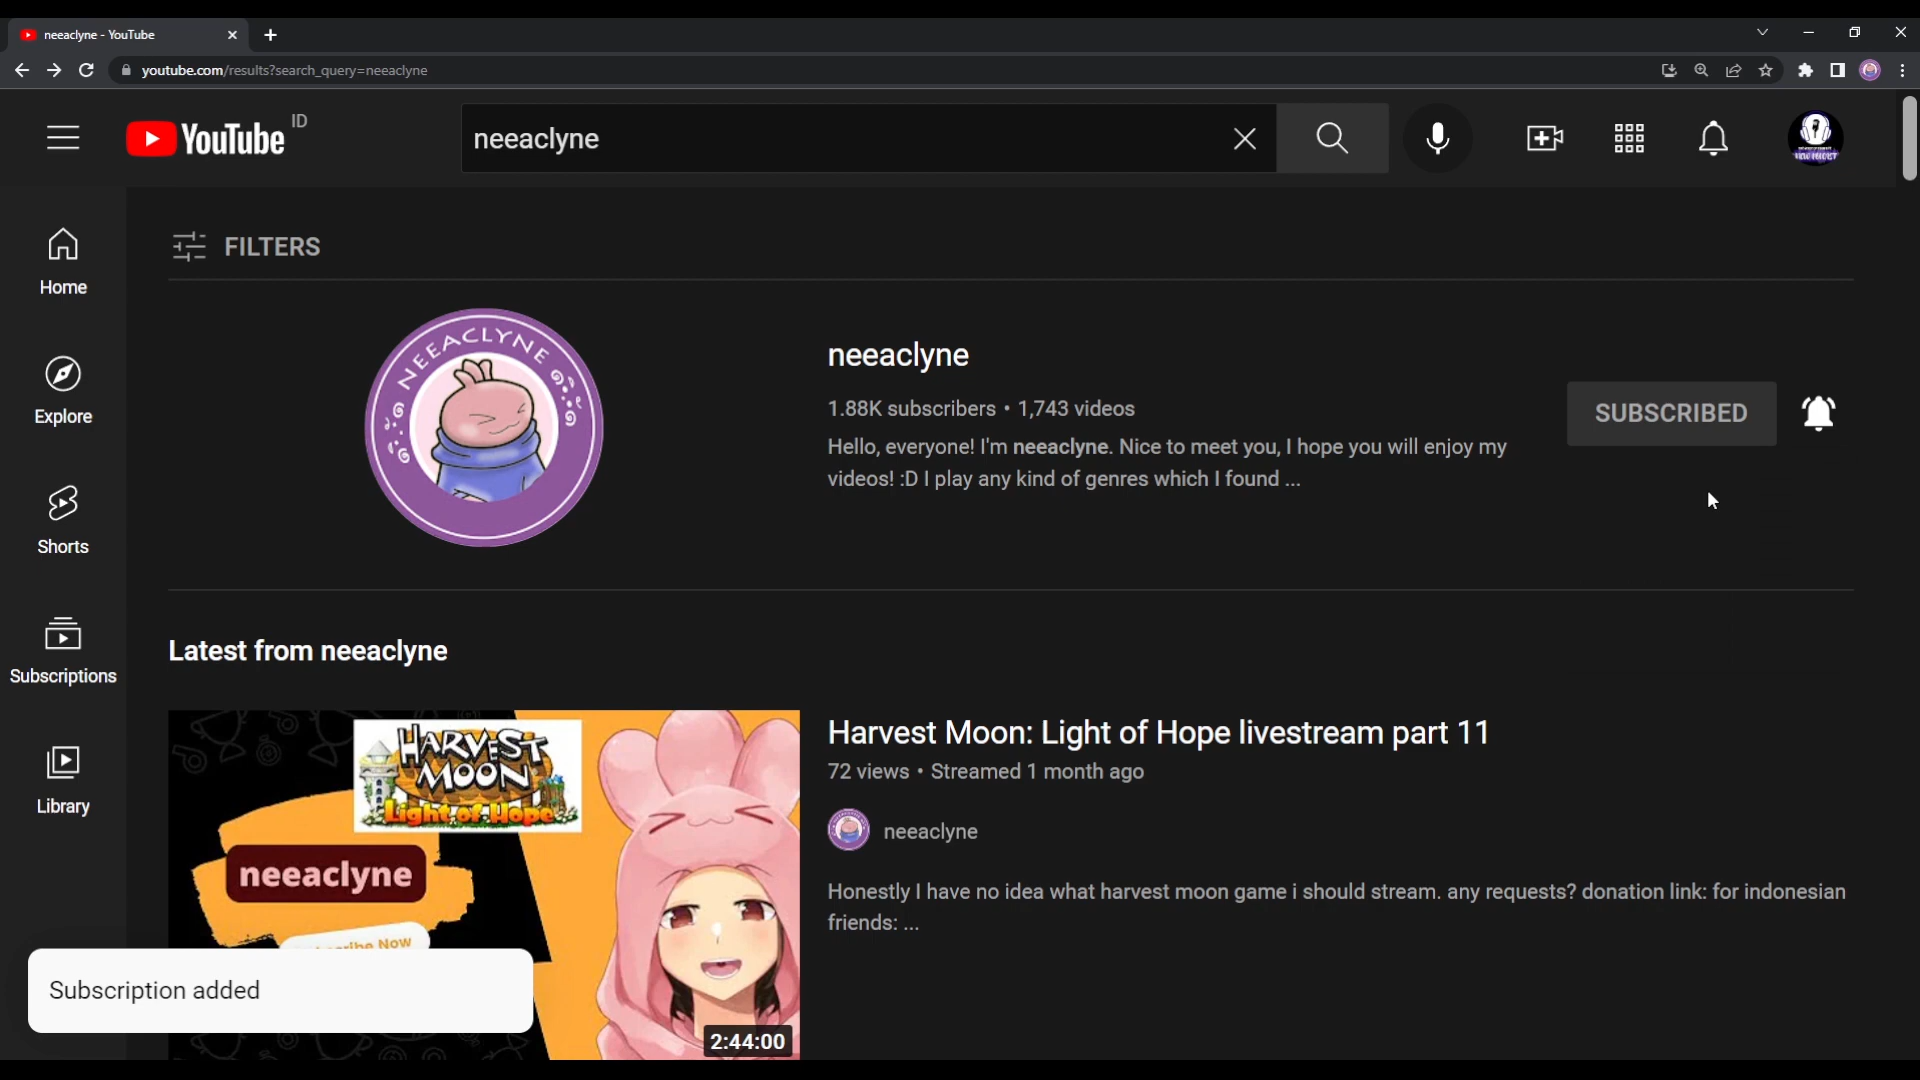 neeaclyne - YouTube
youtube.com/results?search_query=neeaclyne
YouTube ID
neeaclyne
Home
Explore
Shorts
Subscriptions
Library
FILTERS
NEEACLYNE
neeaclyne
1.88K subscribers • 1,743 videos
Hello, everyone! I'm neeaclyne. Nice to meet you, I hope you will enjoy my
videos! :D I play any kind of genres which I found ...
SUBSCRIBED
Latest from neeaclyne
HARVEST
MOON
Light of Hope
neeaclyne
Now
2:44:00
Harvest Moon: Light of Hope livestream part 11
72 views • Streamed 1 month ago
neeaclyne
Honestly I have no idea what harvest moon game i should stream. any requests? donation link: for indonesian
friends: ...
Subscription added